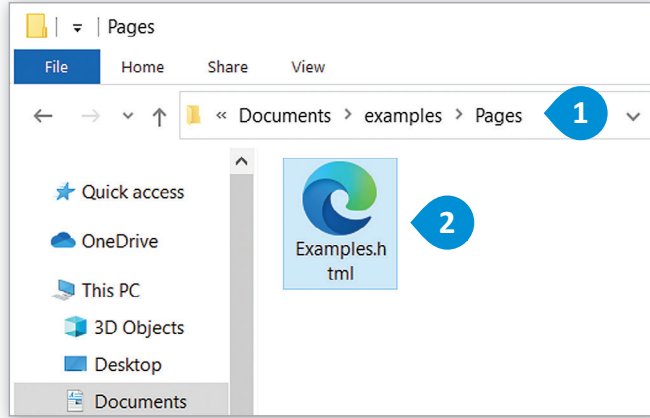 Pages
File Home Share View
« Documents > examples > Pages 1
Quick access
OneDrive
This PC
3D Objects
Desktop
Documents
Examples.h
tml
2